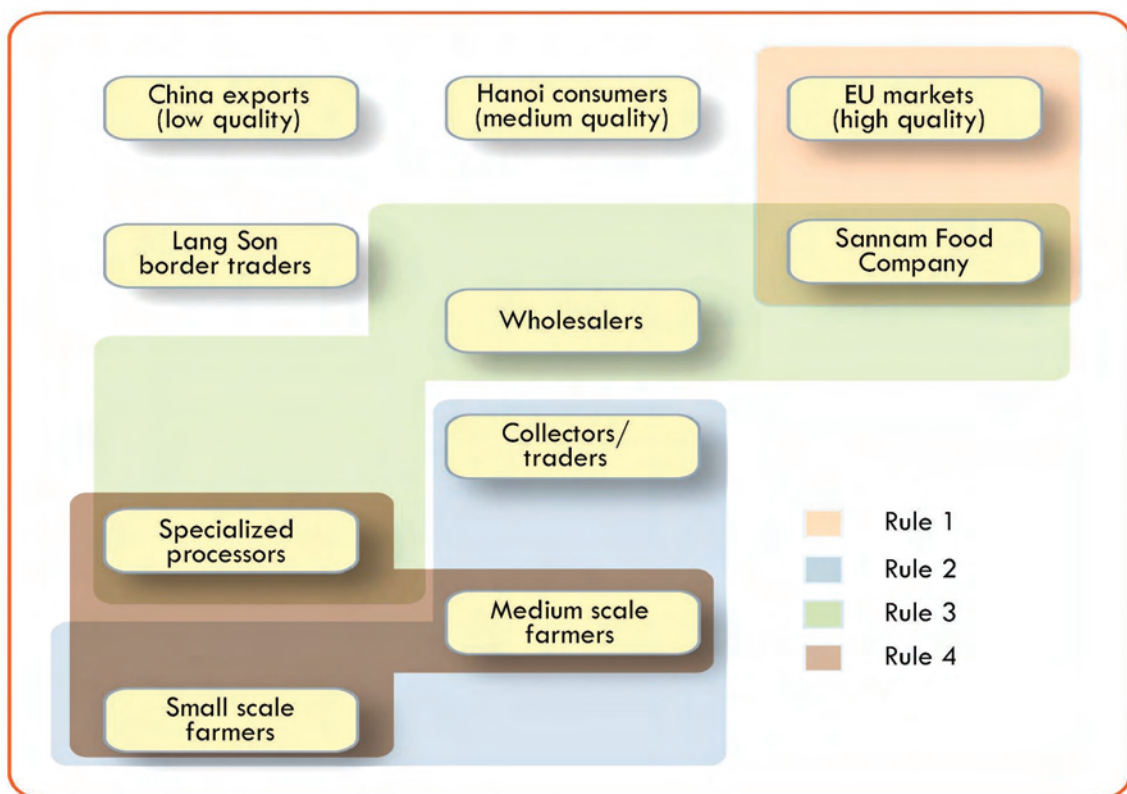 China exports
(low quality)
Hanoi consumers
(medium quality)
EU markets
(high quality)
Lang Son
border traders
Sannam Food
Company
Wholesalers
Collectors/
traders
Specialized
processors
Medium scale
farmers
Small scale
farmers
Rule 1
Rule 2
Rule 3
Rule 4